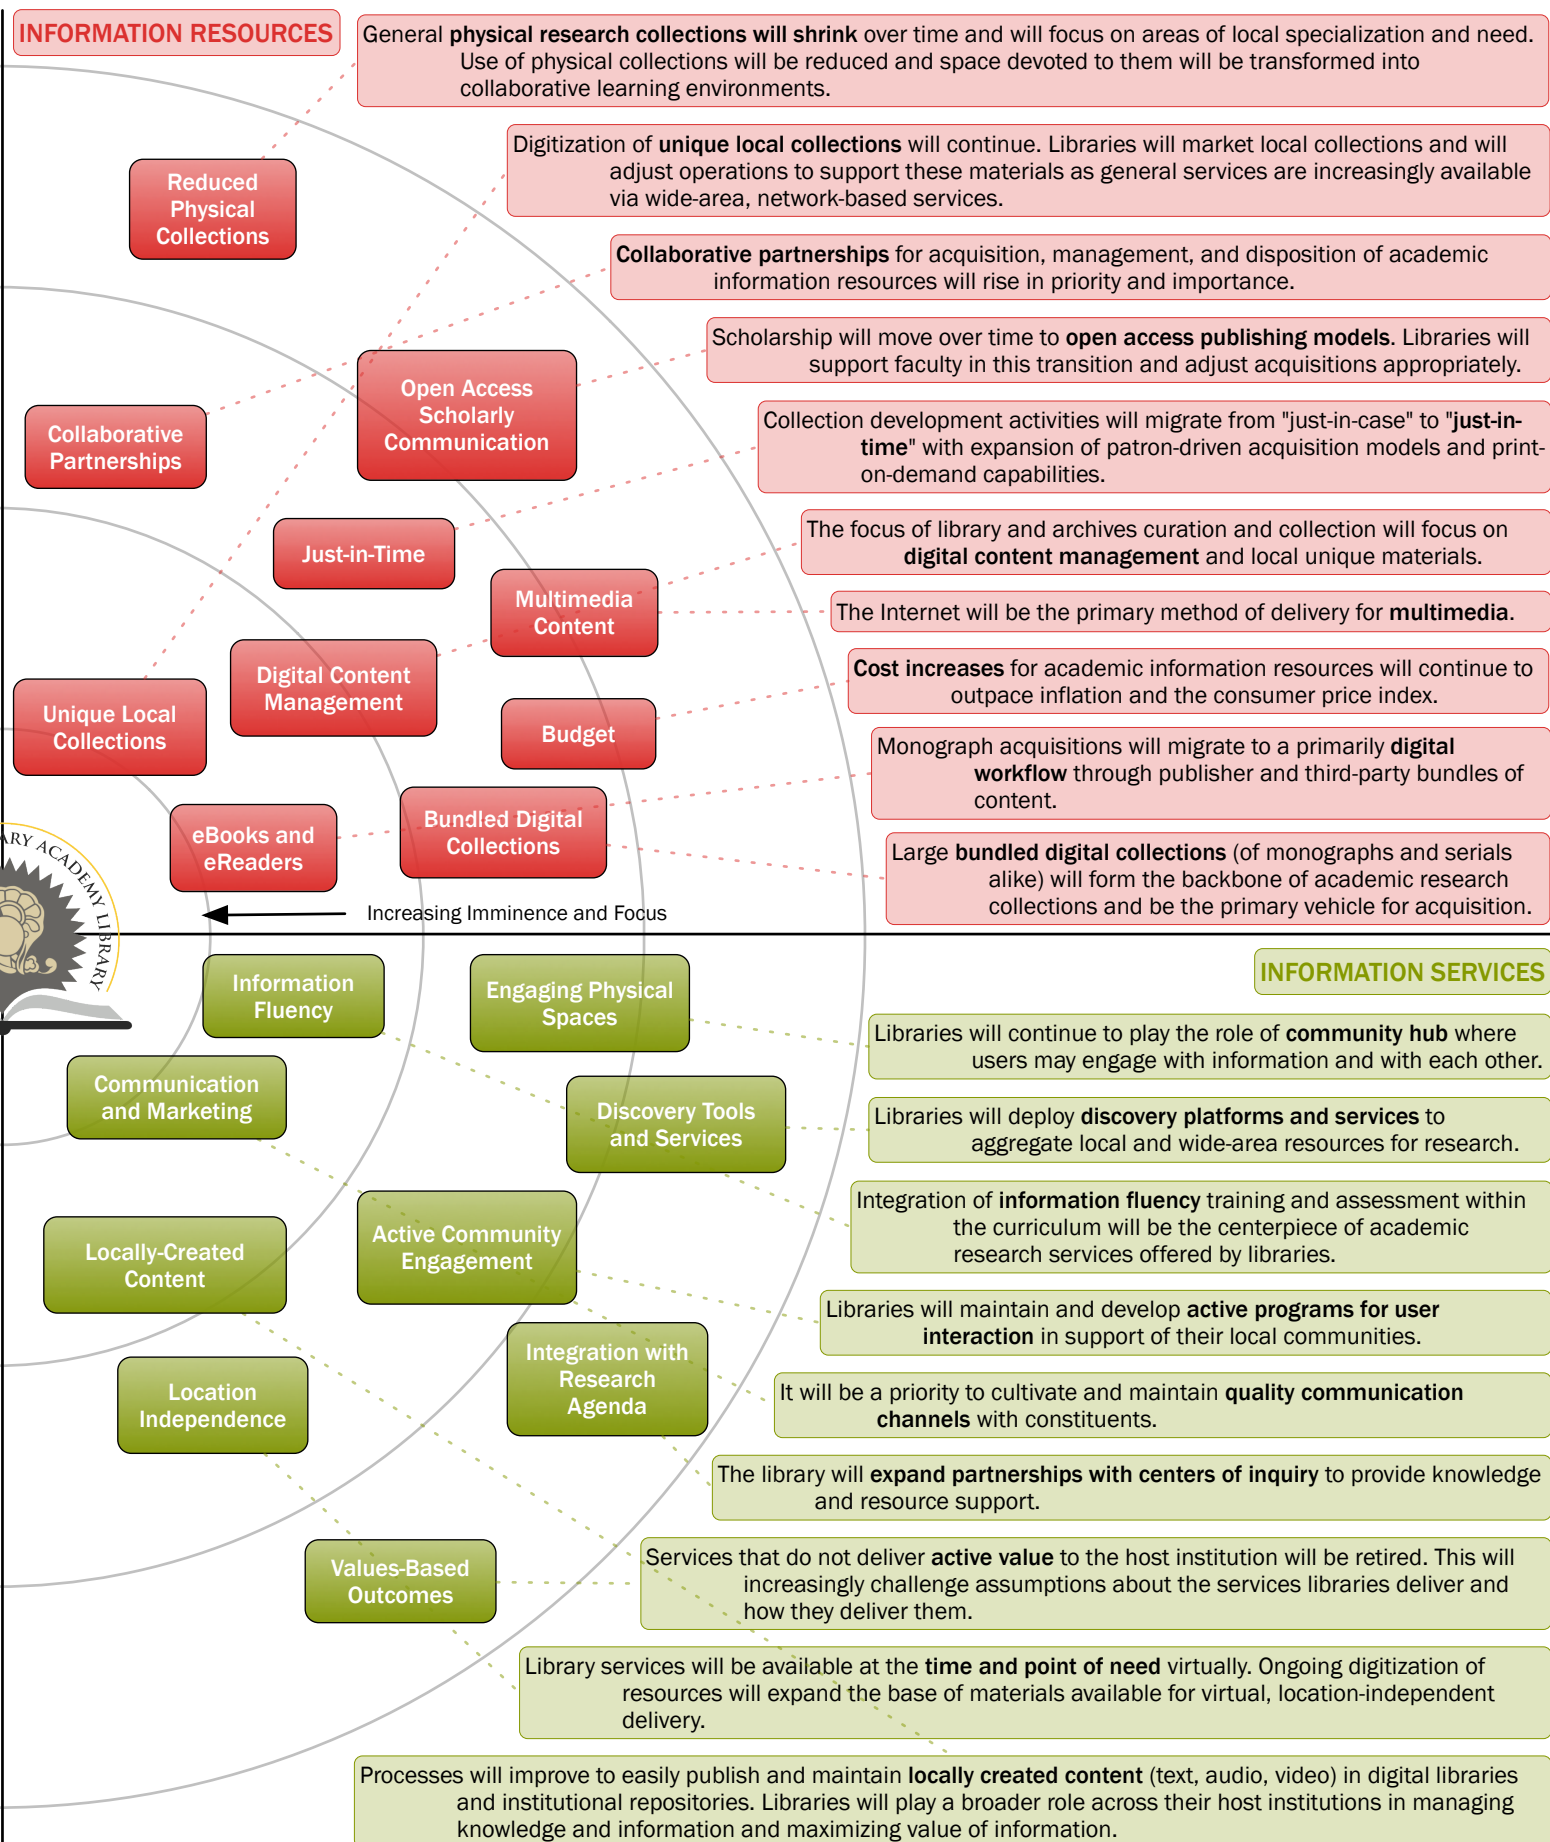 INFORMATION RESOURCES
General physical research collections will shrink over time and will focus on areas of local specialization and need.
Use of physical collections will be reduced and space devoted to them will be transformed into
collaborative learning environments.
Digitization of unique local collections will continue. Libraries will market local collections and will
adjust operations to support these materials as general services are increasingly available
via wide-area, network-based services.
Reduced
Physical
Collections
Collaborative partnerships for acquisition, management, and disposition of academic
information resources will rise in priority and importance.
Scholarship will move over time to open access publishing models. Libraries will
support faculty in this transition and adjust acquisitions appropriately.
Open Access
Scholarly
Communication
Collaborative
Partnerships
Collection development activities will migrate from "just-in-case" to "just-in-
time" with expansion of patron-driven acquisition models and print-
on-demand capabilities.
Just-in-Time
The focus of library and archives curation and collection will focus on
digital content management and local unique materials.
Multimedia
Content
The Internet will be the primary method of delivery for multimedia.
Digital Content
Management
Cost increases for academic information resources will continue to
outpace inflation and the consumer price index.
Unique Local
Collections
Budget
Monograph acquisitions will migrate to a primarily digital
workflow through publisher and third-party bundles of
content.
eBooks and
eReaders
Bundled Digital
Collections
Large bundled digital collections (of monographs and serials
alike) will form the backbone of academic research
collections and be the primary vehicle for acquisition.
ARY ACADEMY LIBRARY
Increasing Imminence and Focus
INFORMATION SERVICES
Information
Fluency
Engaging Physical
Spaces
Libraries will continue to play the role of community hub where
users may engage with information and with each other.
Communication
and Marketing
Discovery Tools
and Services
Libraries will deploy discovery platforms and services to
aggregate local and wide-area resources for research.
Integration of information fluency training and assessment within
the curriculum will be the centerpiece of academic
research services offered by libraries.
Active Community
Engagement
Locally-Created
Content
Libraries will maintain and develop active programs for user
interaction in support of their local communities.
Integration with
Research
Agenda
Location
Independence
It will be a priority to cultivate and maintain quality communication
channels with constituents.
The library will expand partnerships with centers of inquiry to provide knowledge
and resource support.
Values-Based
Outcomes
Services that do not deliver active value to the host institution will be retired. This will
increasingly challenge assumptions about the services libraries deliver and
how they deliver them.
Library services will be available at the time and point of need virtually. Ongoing digitization of
resources will expand the base of materials available for virtual, location-independent
delivery.
Processes will improve to easily publish and maintain locally created content (text, audio, video) in digital libraries
and institutional repositories. Libraries will play a broader role across their host institutions in managing
knowledge and information and maximizing value of information.